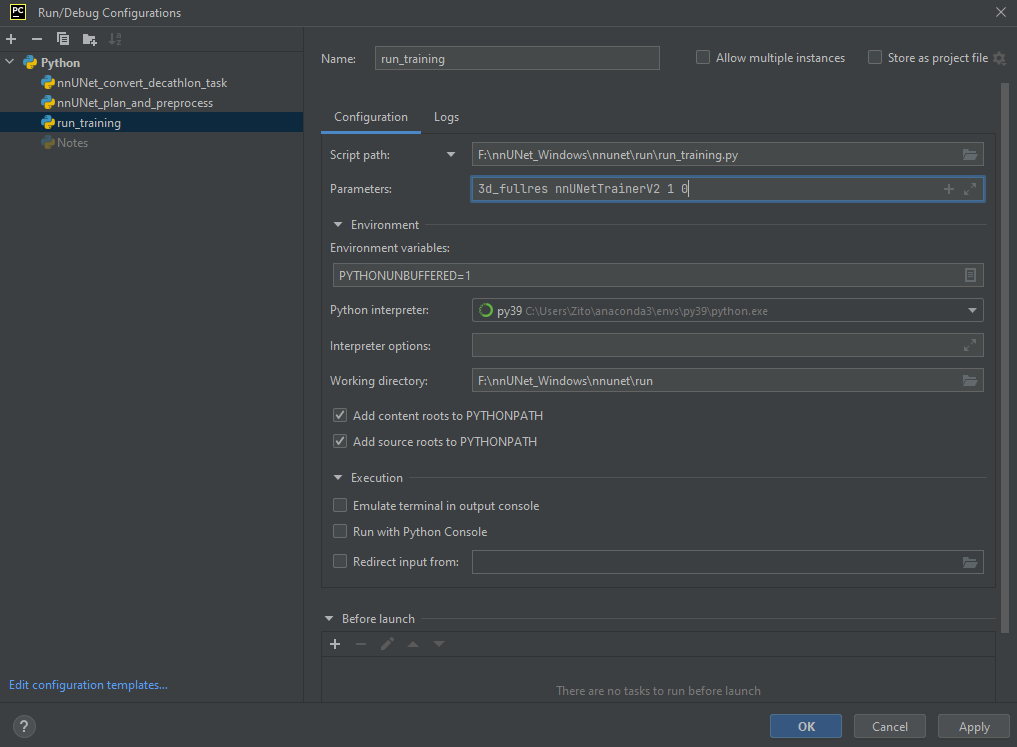 PC Run/Debug Configurations
Name: run_training Allow multiple instances Store as project file
Python
nnUNet_convert_decathlon_task
nnUNet_plan_and_preprocess
run_training
Notes
Configuration Logs
Script path: F:\nnUNet_Windows\nnunet\run\run_training.py
Parameters: 3d_fullres nnUNetTrainerV2 1 0
Environment
Environment variables:
PYTHONUNBUFFERED=1
Python interpreter: py39 C:\Users\Zito\anaconda3\envs\py39\python.exe
Interpreter options:
Working directory: F:\nnUNet_Windows\nnunet\run
Add content roots to PYTHONPATH
Add source roots to PYTHONPATH
Execution
Emulate terminal in output console
Run with Python Console
Redirect input from:
Before launch
There are no tasks to run before launch
Edit configuration templates...
? OK Cancel Apply